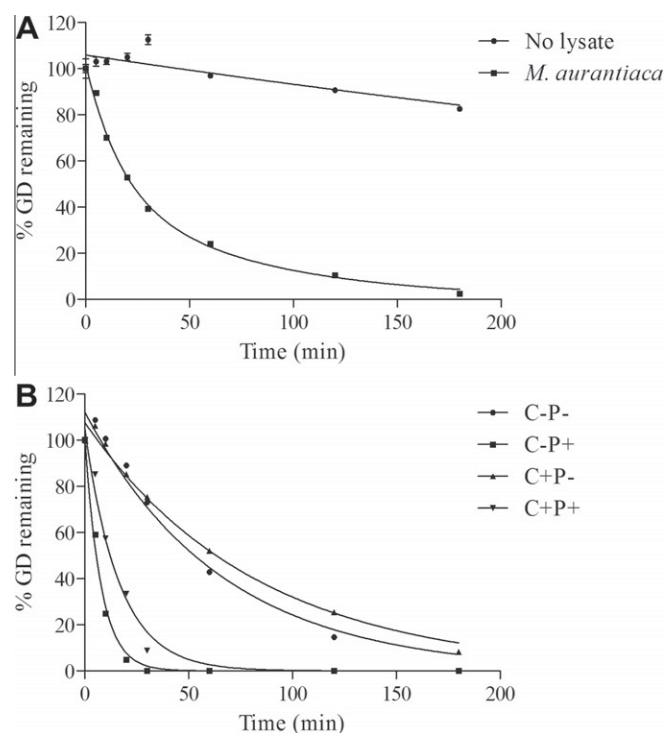 A
120
100
80
60
40
20
0
% GD remaining
0 50 100 150 200
Time (min)
No lysate
M. aurantiaca
B
120
100
80
60
40
20
0
% GD remaining
0 50 100 150 200
Time (min)
C-P-
C-P+
C+P-
C+P+